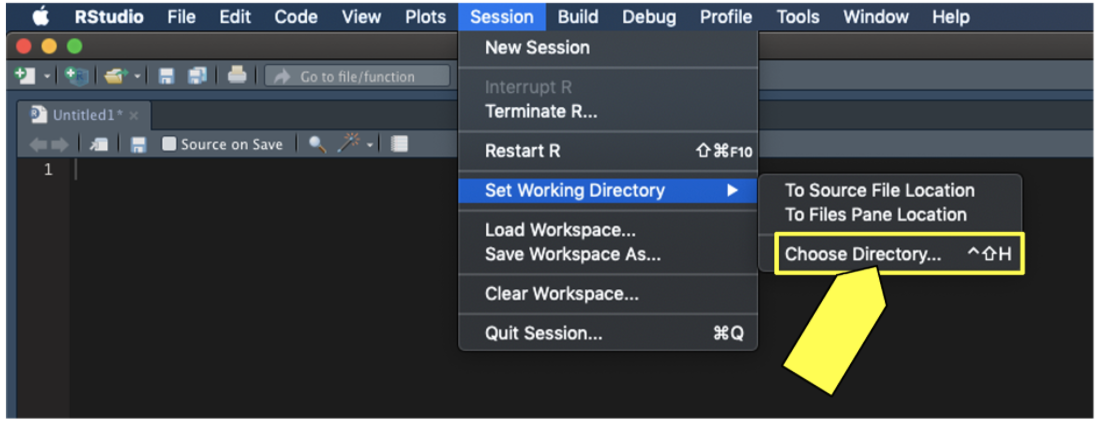 RStudio File Edit Code View Plots Session Build Debug Profile Tools Window Help
New Session
Go to file/function
Interrupt R
Terminate R...
Untitled1* ×
Source on Save
Restart R ⇧⌘F10
1
Set Working Directory ▶
To Source File Location
To Files Pane Location
Choose Directory... ^⇧H
Load Workspace...
Save Workspace As...
Clear Workspace...
Quit Session... ⌘Q